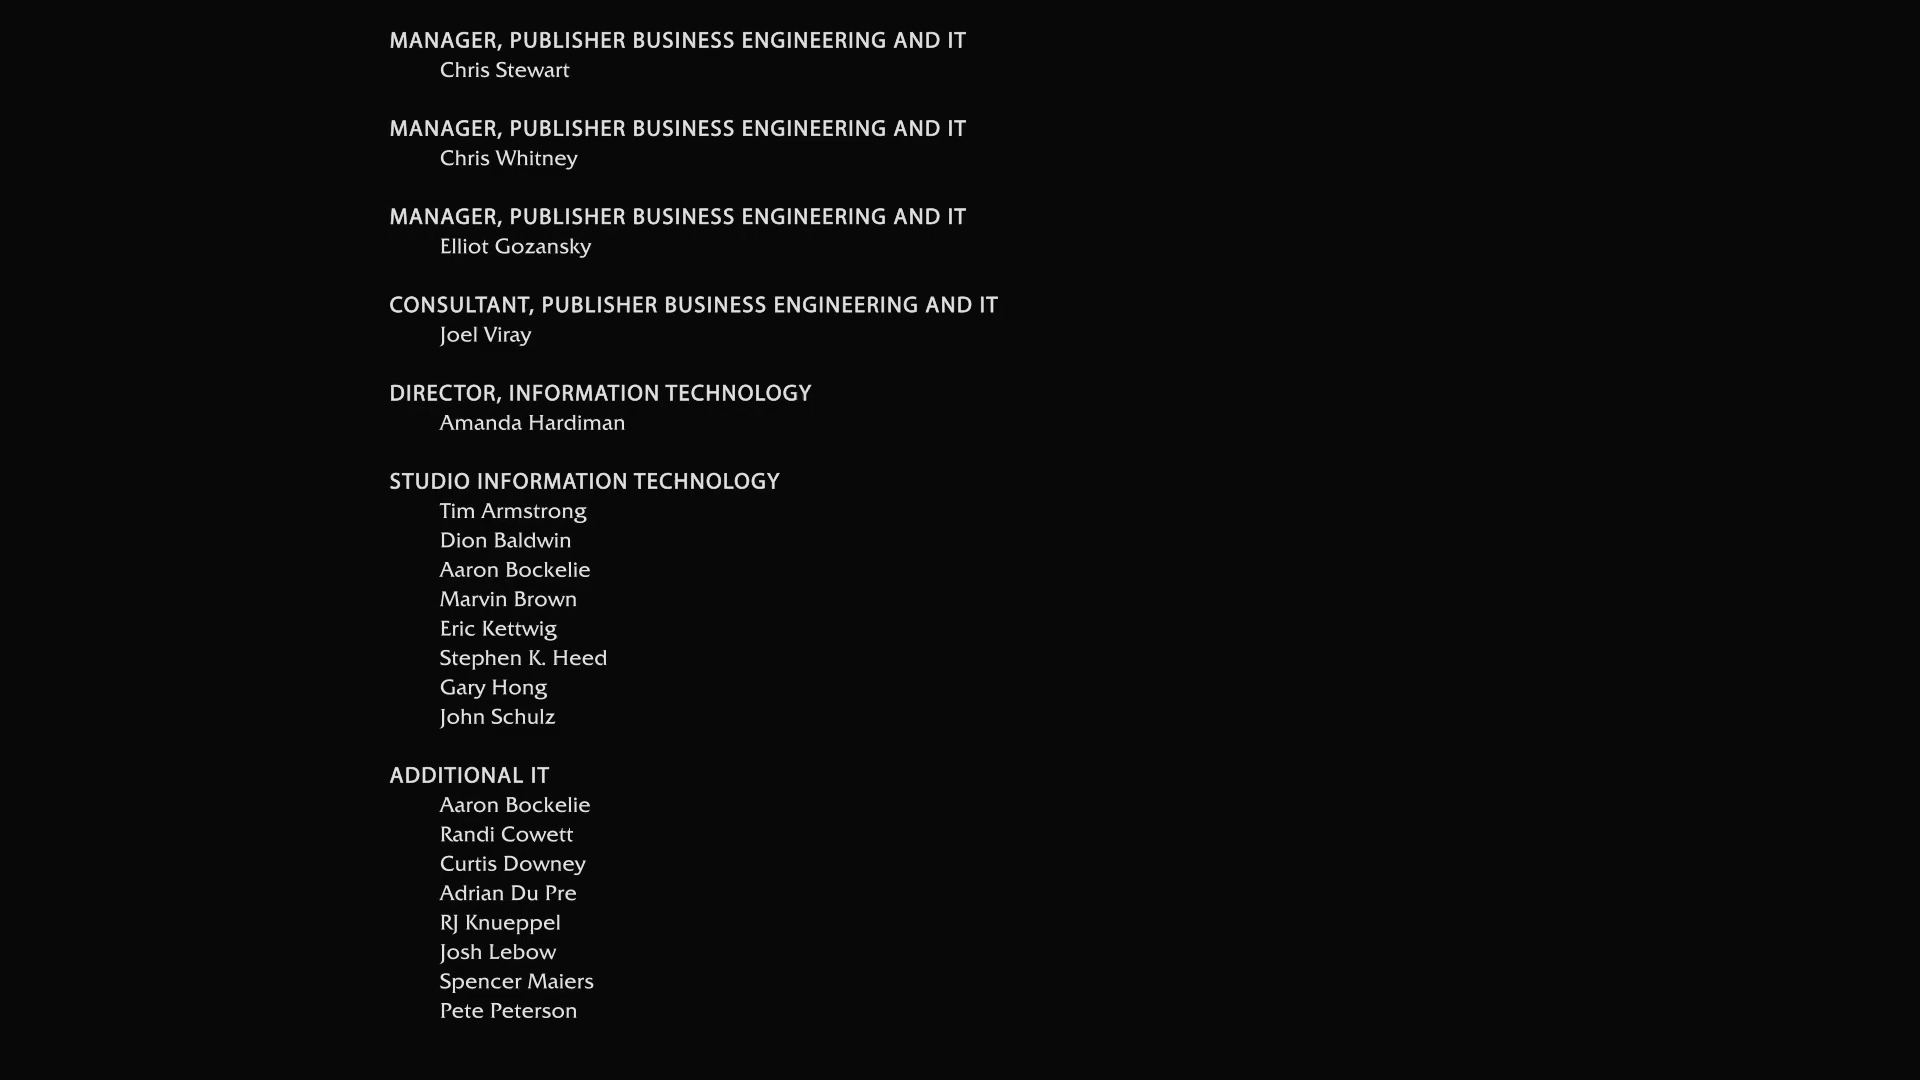 MANAGER, PUBLISHER BUSINESS ENGINEERING AND IT
Chris Stewart
MANAGER, PUBLISHER BUSINESS ENGINEERING AND IT
Chris Whitney
MANAGER, PUBLISHER BUSINESS ENGINEERING AND IT
Elliot Gozansky
CONSULTANT, PUBLISHER BUSINESS ENGINEERING AND IT
Joel Viray
DIRECTOR, INFORMATION TECHNOLOGY
Amanda Hardiman
STUDIO INFORMATION TECHNOLOGY
Tim Armstrong
Dion Baldwin
Aaron Bockelie
Marvin Brown
Eric Kettwig
Stephen K. Heed
Gary Hong
John Schulz
ADDITIONAL IT
Aaron Bockelie
Randi Cowett
Curtis Downey
Adrian Du Pre
RJ Knueppel
Josh Lebow
Spencer Maiers
Pete Peterson